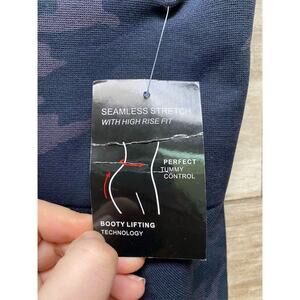 SEAMLESS STRETCH
WITH HIGH RISE FIT
PERFECT
TUMMY
CONTROL
BOOTY LIFTING
TECHNOLOGY